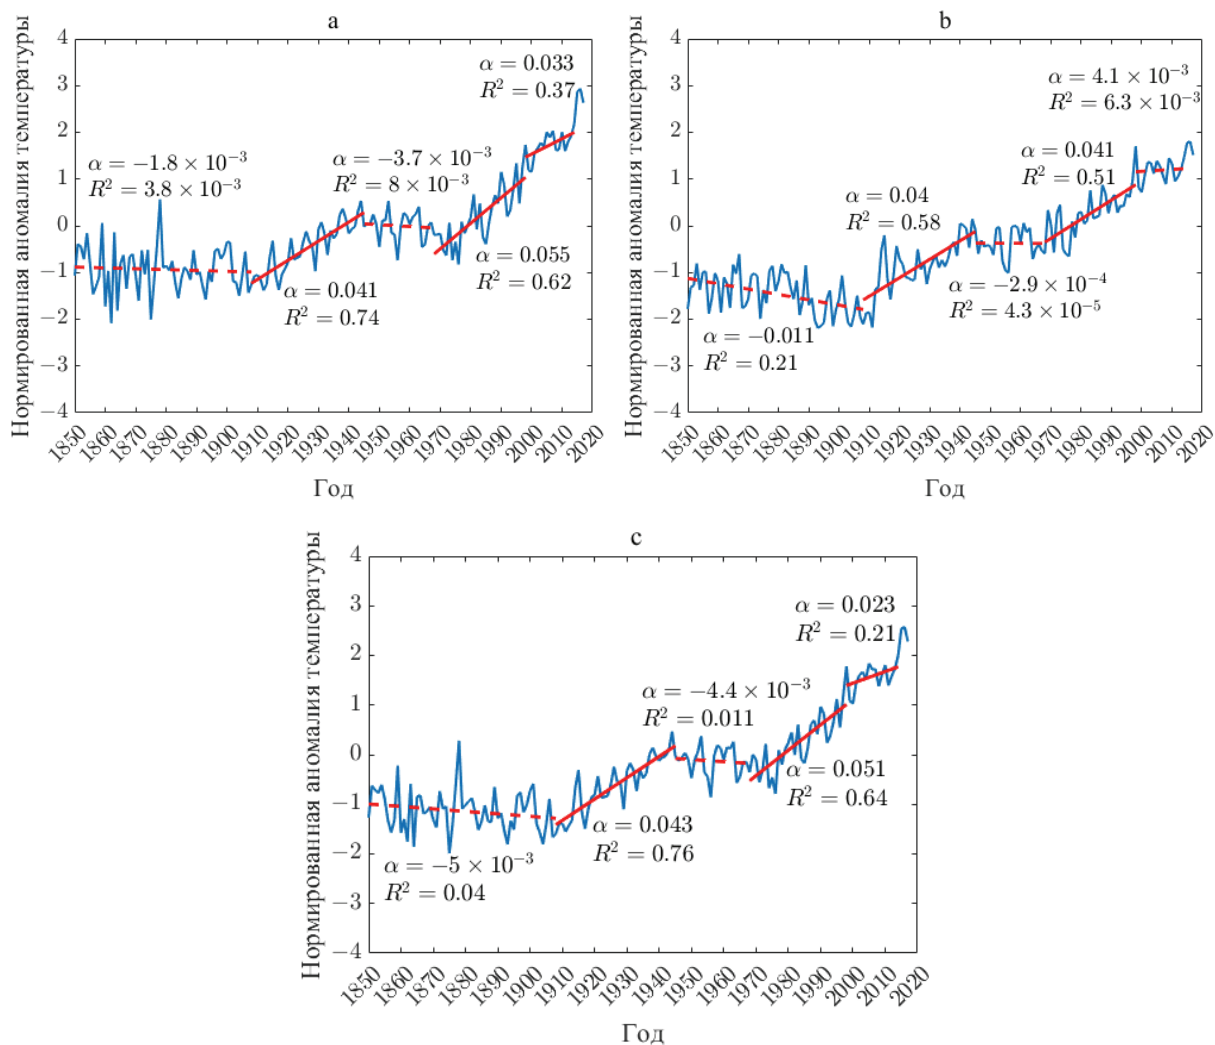 a
Нормированная аномалия температуры
4
3
2
1
0
−1
−2
−3
−4
α = −1.8 × 10⁻³
R² = 3.8 × 10⁻³
α = 0.041
R² = 0.74
α = −3.7 × 10⁻³
R² = 8 × 10⁻³
α = 0.055
R² = 0.62
α = 0.033
R² = 0.37
1850 1860 1870 1880 1890 1900 1910 1920 1930 1940 1950 1960 1970 1980 1990 2000 2010 2020
Год
b
Нормированная аномалия температуры
4
3
2
1
0
−1
−2
−3
−4
α = −0.011
R² = 0.21
α = 0.04
R² = 0.58
α = −2.9 × 10⁻⁴
R² = 4.3 × 10⁻⁵
α = 0.041
R² = 0.51
α = 4.1 × 10⁻³
R² = 6.3 × 10⁻³
1850 1860 1870 1880 1890 1900 1910 1920 1930 1940 1950 1960 1970 1980 1990 2000 2010 2020
Год
c
Нормированная аномалия температуры
4
3
2
1
0
−1
−2
−3
−4
α = −5 × 10⁻³
R² = 0.04
α = 0.043
R² = 0.76
α = −4.4 × 10⁻³
R² = 0.011
α = 0.051
R² = 0.64
α = 0.023
R² = 0.21
1850 1860 1870 1880 1890 1900 1910 1920 1930 1940 1950 1960 1970 1980 1990 2000 2010 2020
Год